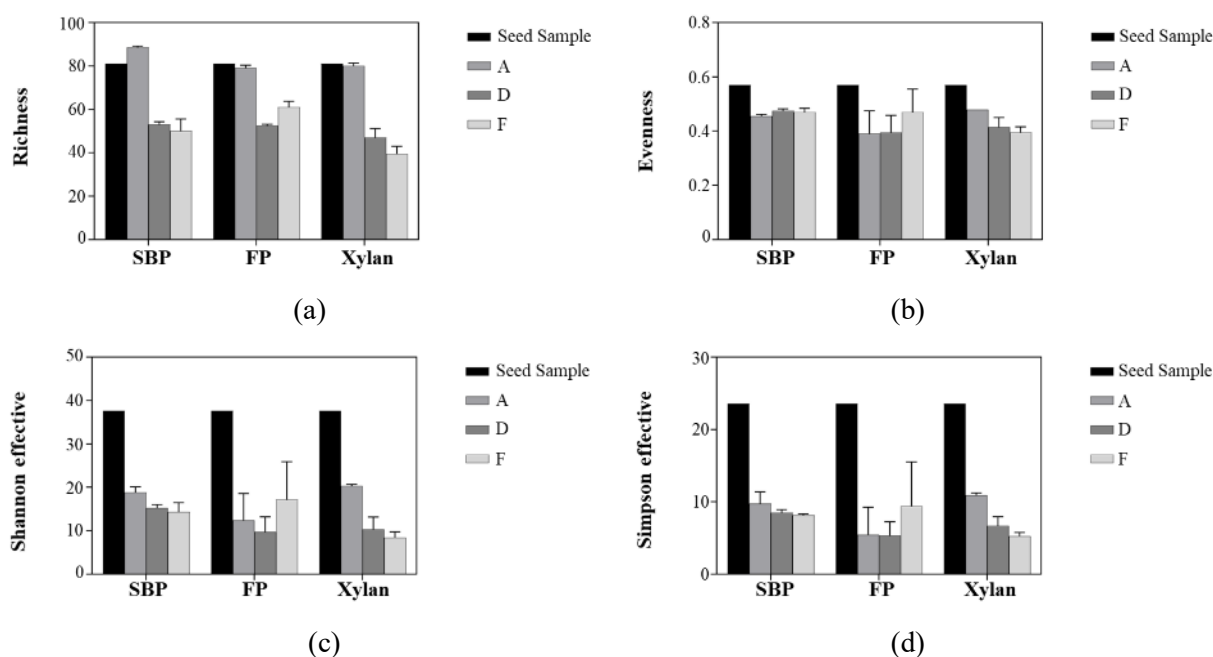 100
80
60
40
20
0
Richness
SBP
FP
Xylan
Seed Sample
A
D
F
(a)
0.8
0.6
0.4
0.2
0
Evenness
SBP
FP
Xylan
Seed Sample
A
D
F
(b)
50
40
30
20
10
0
Shannon effective
SBP
FP
Xylan
Seed Sample
A
D
F
(c)
30
20
10
0
Simpson effective
SBP
FP
Xylan
Seed Sample
A
D
F
(d)